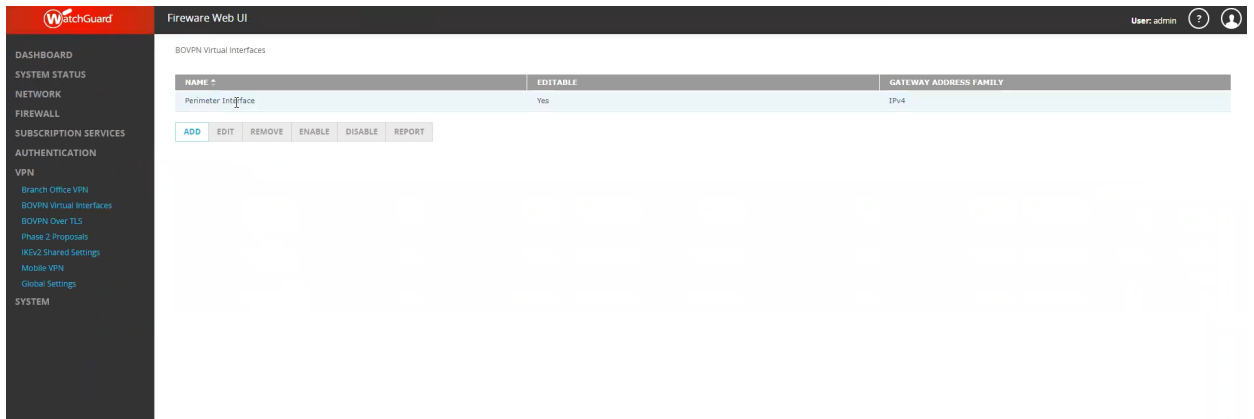 WatchGuard
Fireware Web UI
User: admin
?
DASHBOARD
SYSTEM STATUS
NETWORK
FIREWALL
SUBSCRIPTION SERVICES
AUTHENTICATION
VPN
Branch Office VPN
BOVPN Virtual Interfaces
BOVPN Over TLS
Phase 2 Proposals
IKEv2 Shared Settings
Mobile VPN
Global Settings
SYSTEM
BOVPN Virtual Interfaces
NAME EDITABLE GATEWAY ADDRESS FAMILY
Perimeter Interface Yes IPv4
ADD EDIT REMOVE ENABLE DISABLE REPORT